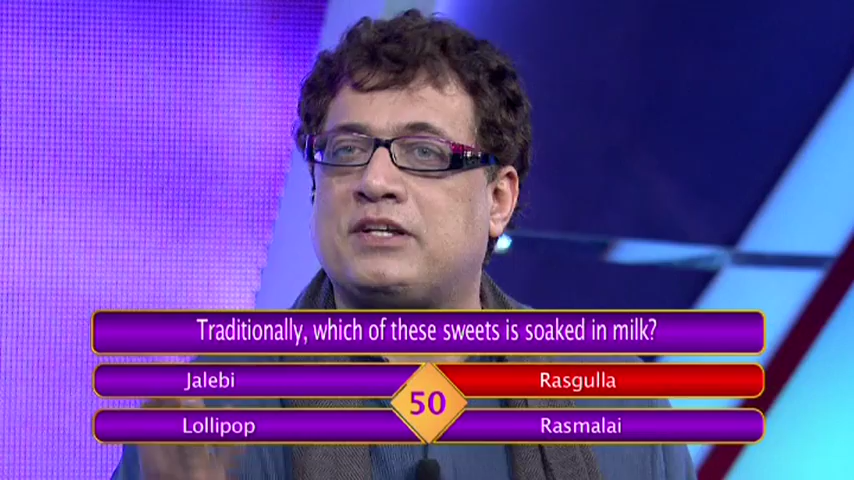 Traditionally, which of these sweets is soaked in milk?
Jalebi
Rasgulla
50
Lollipop
Rasmalai